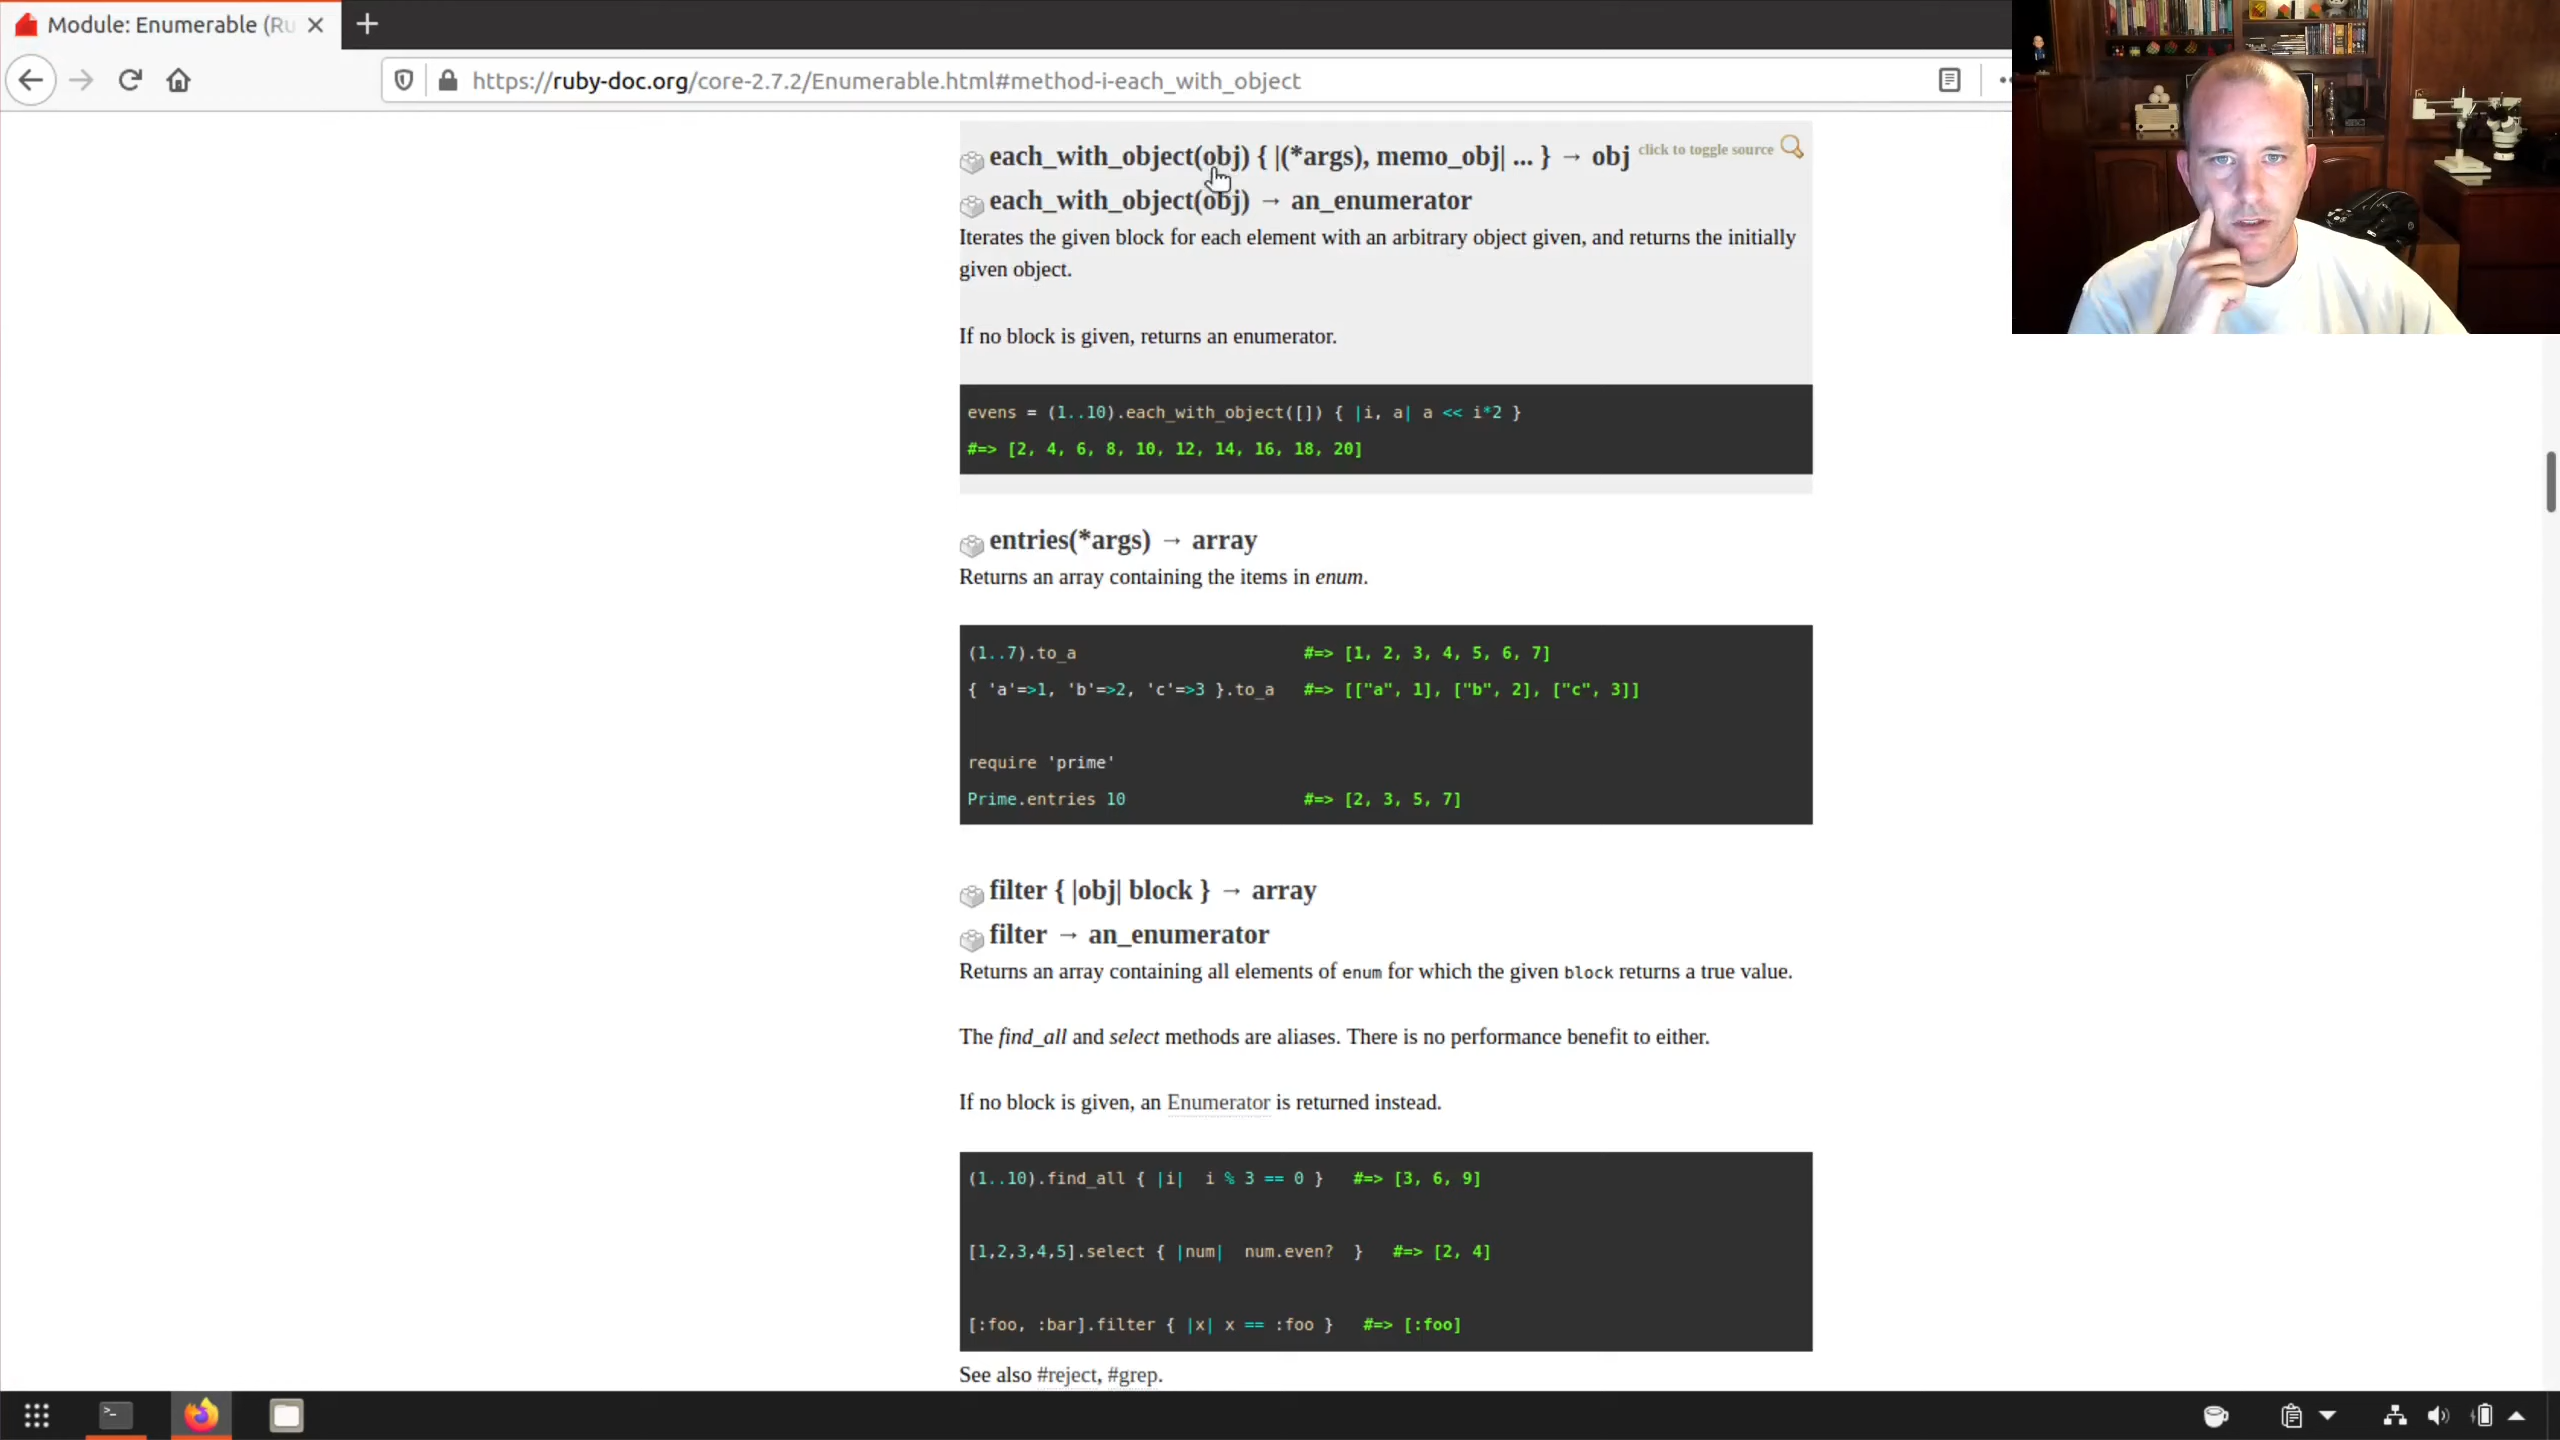 Module: Enumerable (Ru
https://ruby-doc.org/core-2.7.2/Enumerable.html#method-i-each_with_object
each_with_object(obj) { |(*args), memo_obj| ... } → obj click to toggle source
each_with_object(obj) → an_enumerator
Iterates the given block for each element with an arbitrary object given, and returns the initially
given object.
If no block is given, returns an enumerator.
evens = (1..10).each_with_object([]) { |i, a| a << i*2 }
#=> [2, 4, 6, 8, 10, 12, 14, 16, 18, 20]
entries(*args) → array
Returns an array containing the items in enum.
(1..7).to_a #=> [1, 2, 3, 4, 5, 6, 7]
{ 'a'=>1, 'b'=>2, 'c'=>3 }.to_a #=> [["a", 1], ["b", 2], ["c", 3]]
require 'prime'
Prime.entries 10 #=> [2, 3, 5, 7]
filter { |obj| block } → array
filter → an_enumerator
Returns an array containing all elements of enum for which the given block returns a true value.
The find_all and select methods are aliases. There is no performance benefit to either.
If no block is given, an Enumerator is returned instead.
(1..10).find_all { |i| i % 3 == 0 } #=> [3, 6, 9]
[1,2,3,4,5].select { |num| num.even? } #=> [2, 4]
[:foo, :bar].filter { |x| x == :foo } #=> [:foo]
See also #reject, #grep.